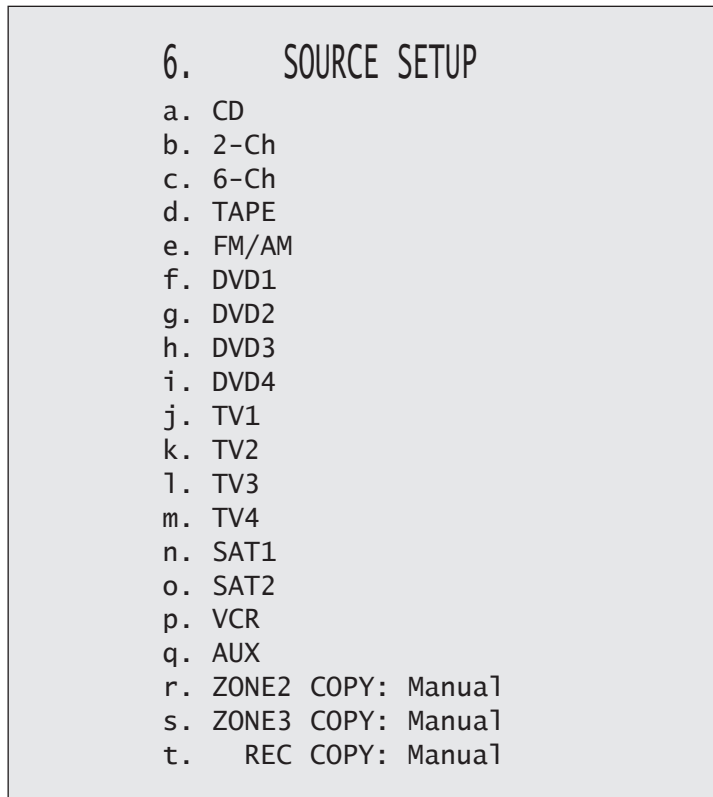 6. SOURCE SETUP
a. CD
b. 2-Ch
c. 6-Ch
d. TAPE
e. FM/AM
f. DVD1
g. DVD2
h. DVD3
i. DVD4
j. TV1
k. TV2
l. TV3
m. TV4
n. SAT1
o. SAT2
p. VCR
q. AUX
r. ZONE2 COPY: Manual
s. ZONE3 COPY: Manual
t. REC COPY: Manual